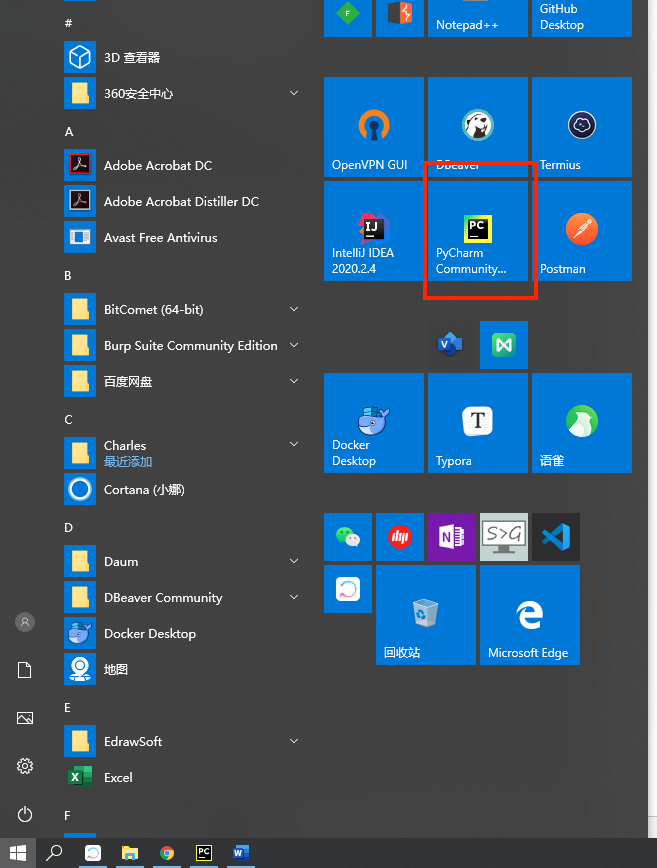 #
3D 查看器
360安全中心
A
Adobe Acrobat DC
Adobe Acrobat Distiller DC
Avast Free Antivirus
B
BitComet (64-bit)
Burp Suite Community Edition
百度网盘
C
Charles
最近添加
Cortana (小娜)
D
Daum
DBeaver Community
Docker Desktop
地图
E
EdrawSoft
Excel
F
F
Notepad++
GitHub
Desktop
OpenVPN GUI
DBeaver
Termius
IJ
IntelliJ IDEA
2020.2.4
PC
PyCharm
Community...
Postman
V
Docker
Desktop
T
Typora
语雀
N
S>G
回收站
Microsoft Edge
X
PC
W